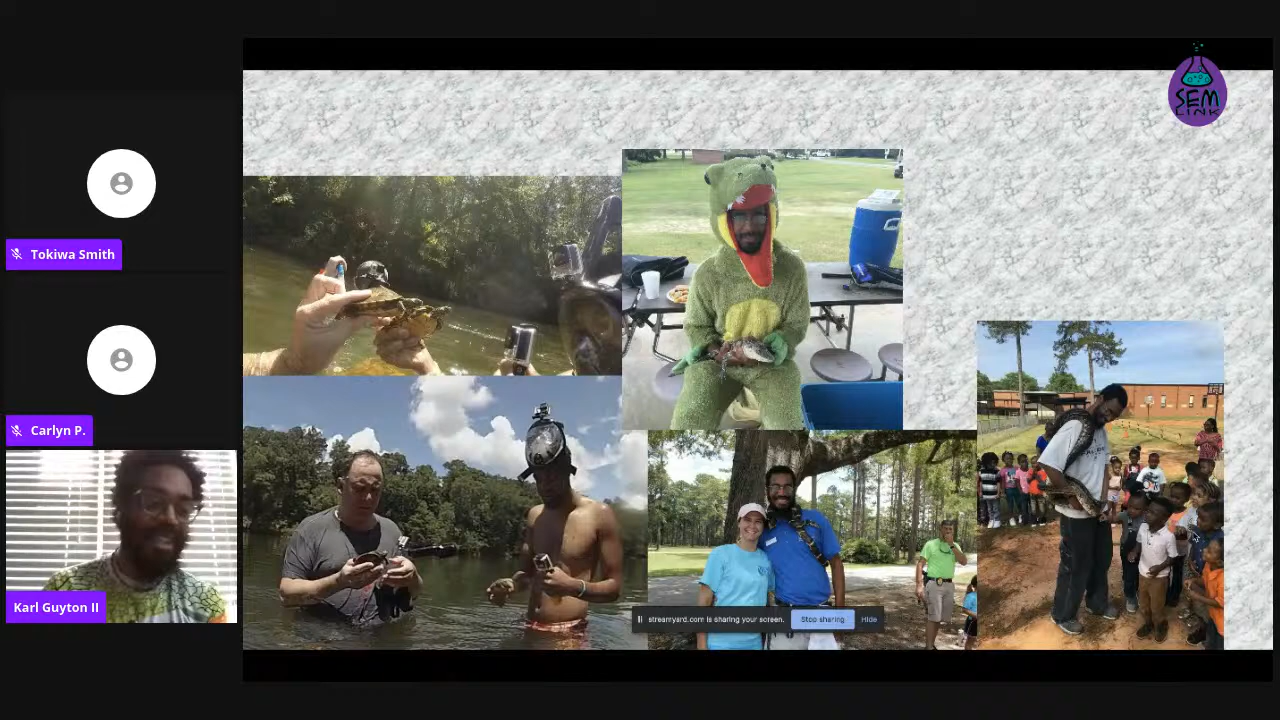 SEM
LINK
Tokiwa Smith
Carlyn P.
Karl Guyton II
streamyard.com is sharing your screen.
Stop sharing
Hide